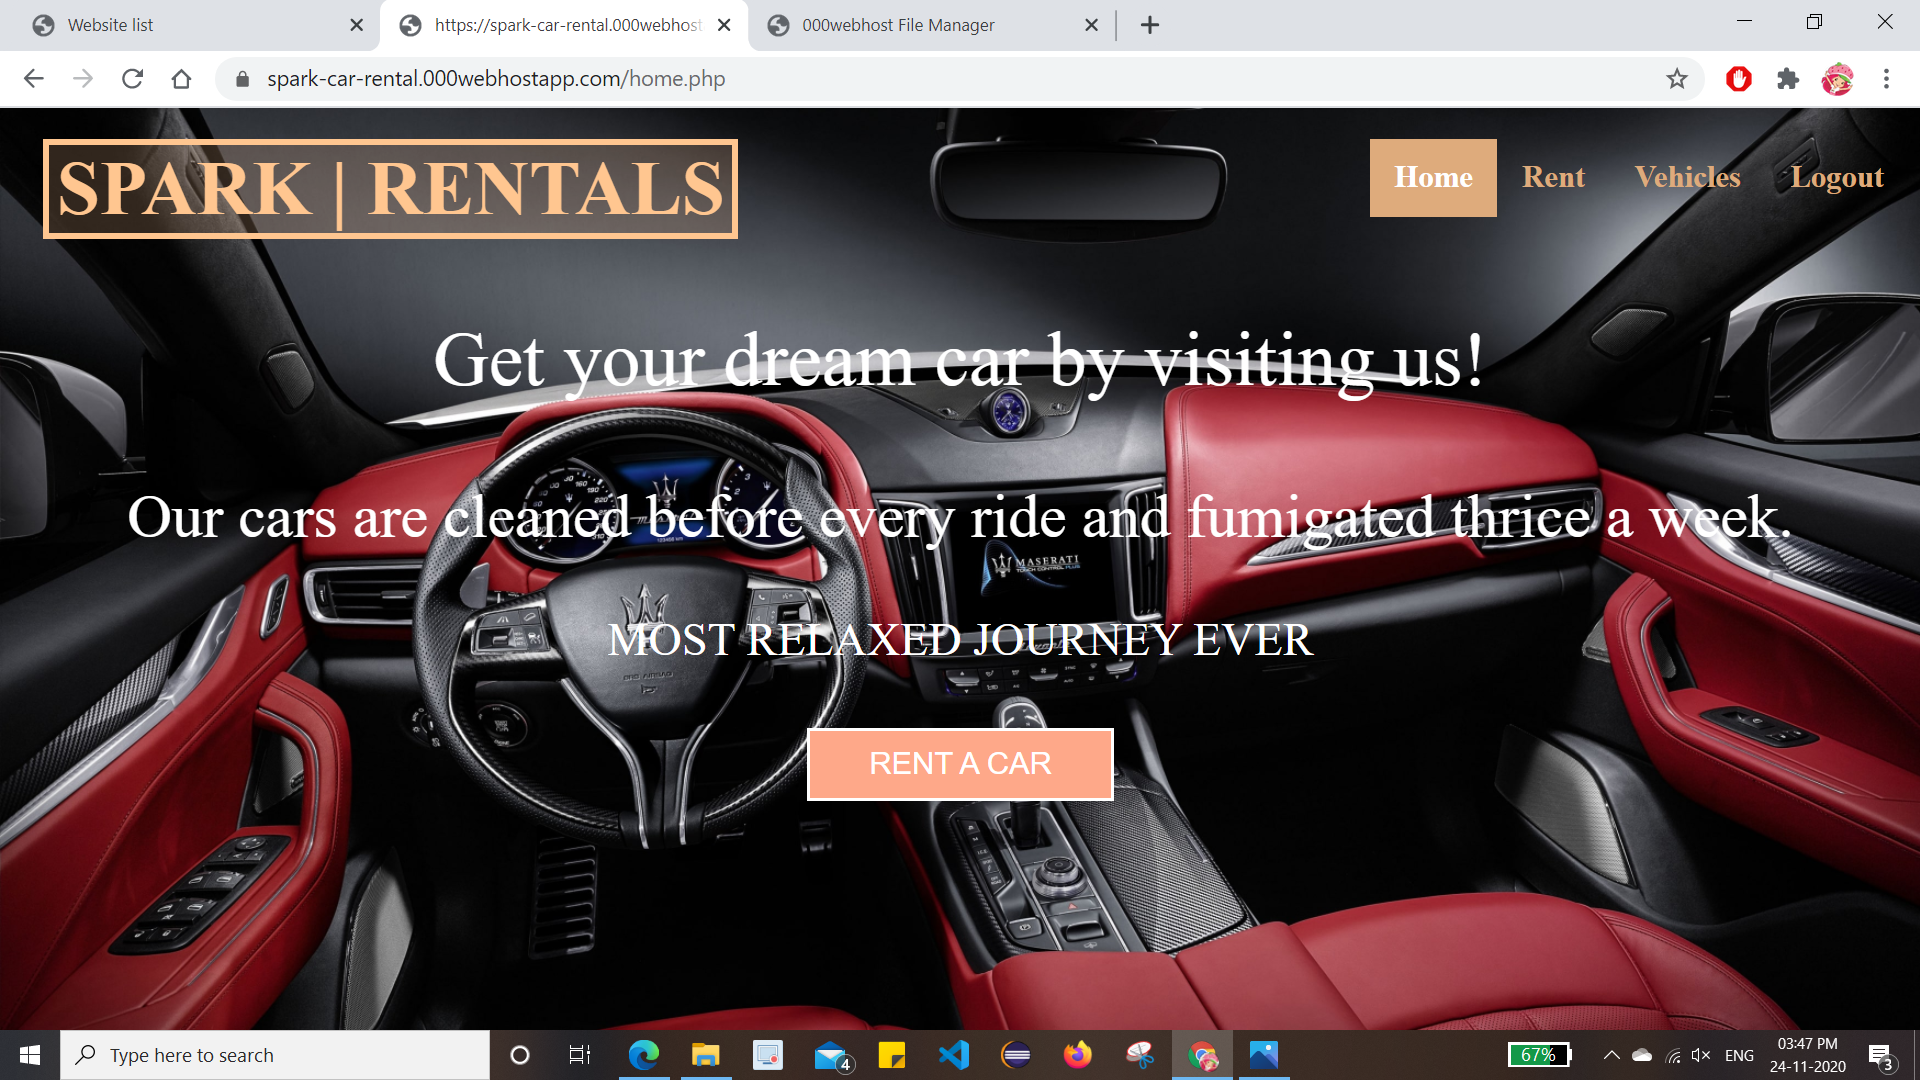 Website list
https://spark-car-rental.000webhost
000webhost File Manager
spark-car-rental.000webhostapp.com/home.php
SPARK | RENTALS
Home
Rent
Vehicles
Logout
Get your dream car by visiting us!
Our cars are cleaned before every ride and fumigated thrice a week.
MASERATI
TOUCH CONTROL PLUS
MOST RELAXED JOURNEY EVER
RENT A CAR
Type here to search
4
67%
ENG
03:47 PM
24-11-2020
3